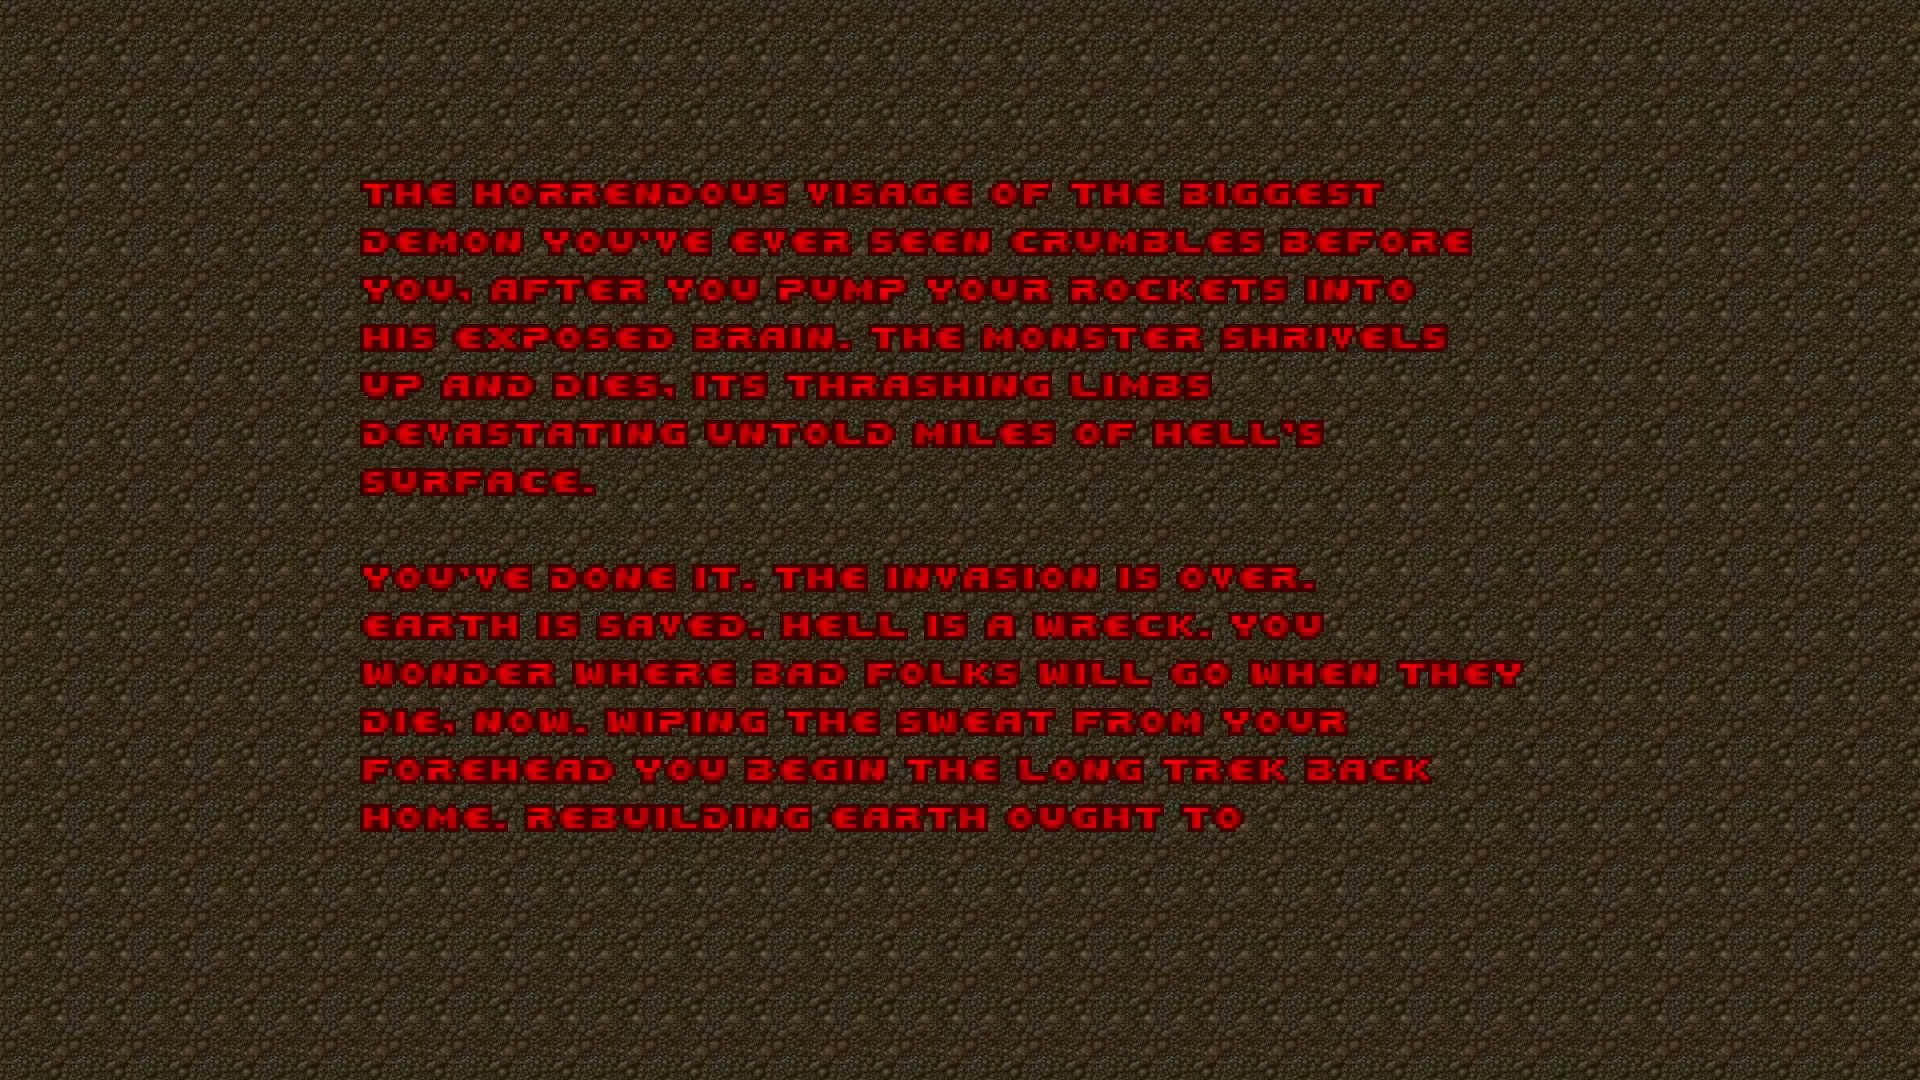 THE HORRENDOUS VISAGE OF THE BIGGEST
DEMON YOU'VE EVER SEEN CRUMBLES BEFORE
YOU, AFTER YOU PUMP YOUR ROCKETS INTO
HIS EXPOSED BRAIN. THE MONSTER SHRIVELS
UP AND DIES, ITS THRASHING LIMBS
DEVASTATING UNTOLD MILES OF HELL'S
SURFACE.

YOU'VE DONE IT. THE INVASION IS OVER.
EARTH IS SAVED. HELL IS A WRECK. YOU
WONDER WHERE BAD FOLKS WILL GO WHEN THEY
DIE, NOW. WIPING THE SWEAT FROM YOUR
FOREHEAD YOU BEGIN THE LONG TREK BACK
HOME. REBUILDING EARTH OUGHT TO